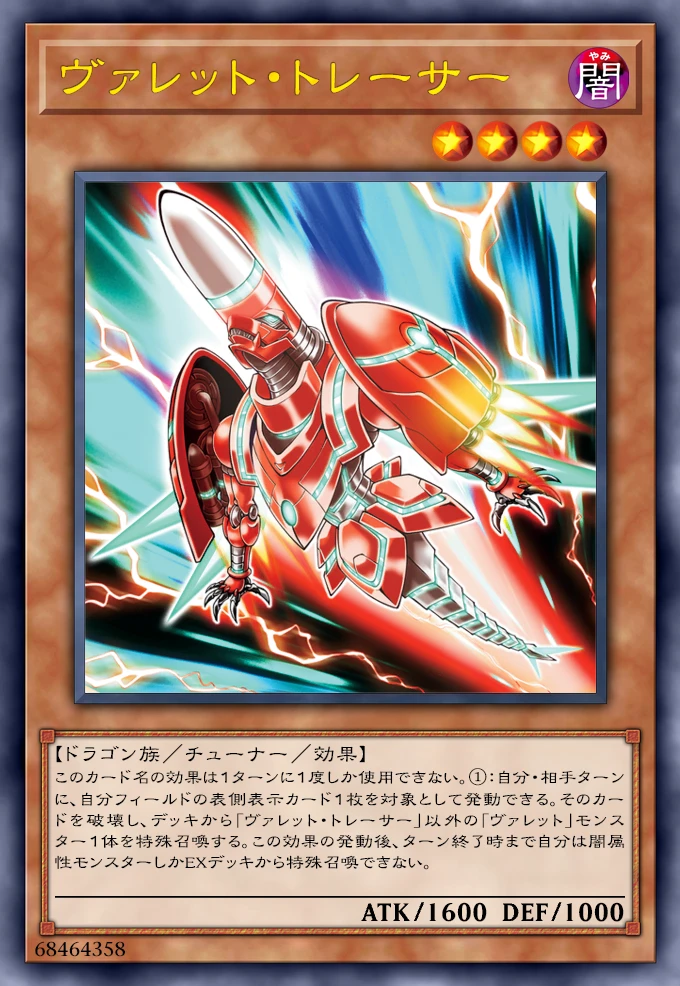 ヴァレット・トレーサー
やみ
闇
【ドラゴン族／チューナー／効果】
このカード名の効果は1ターンに1度しか使用できない。①：自分・相手ターン
に、自分フィールドの表側表示カード1枚を対象として発動できる。そのカー
ドを破壊し、デッキから「ヴァレット・トレーサー」以外の「ヴァレット」モンス
ター1体を特殊召喚する。この効果の発動後、ターン終了時まで自分は闇属
性モンスターしかEXデッキから特殊召喚できない。
ATK/1600 DEF/1000
68464358